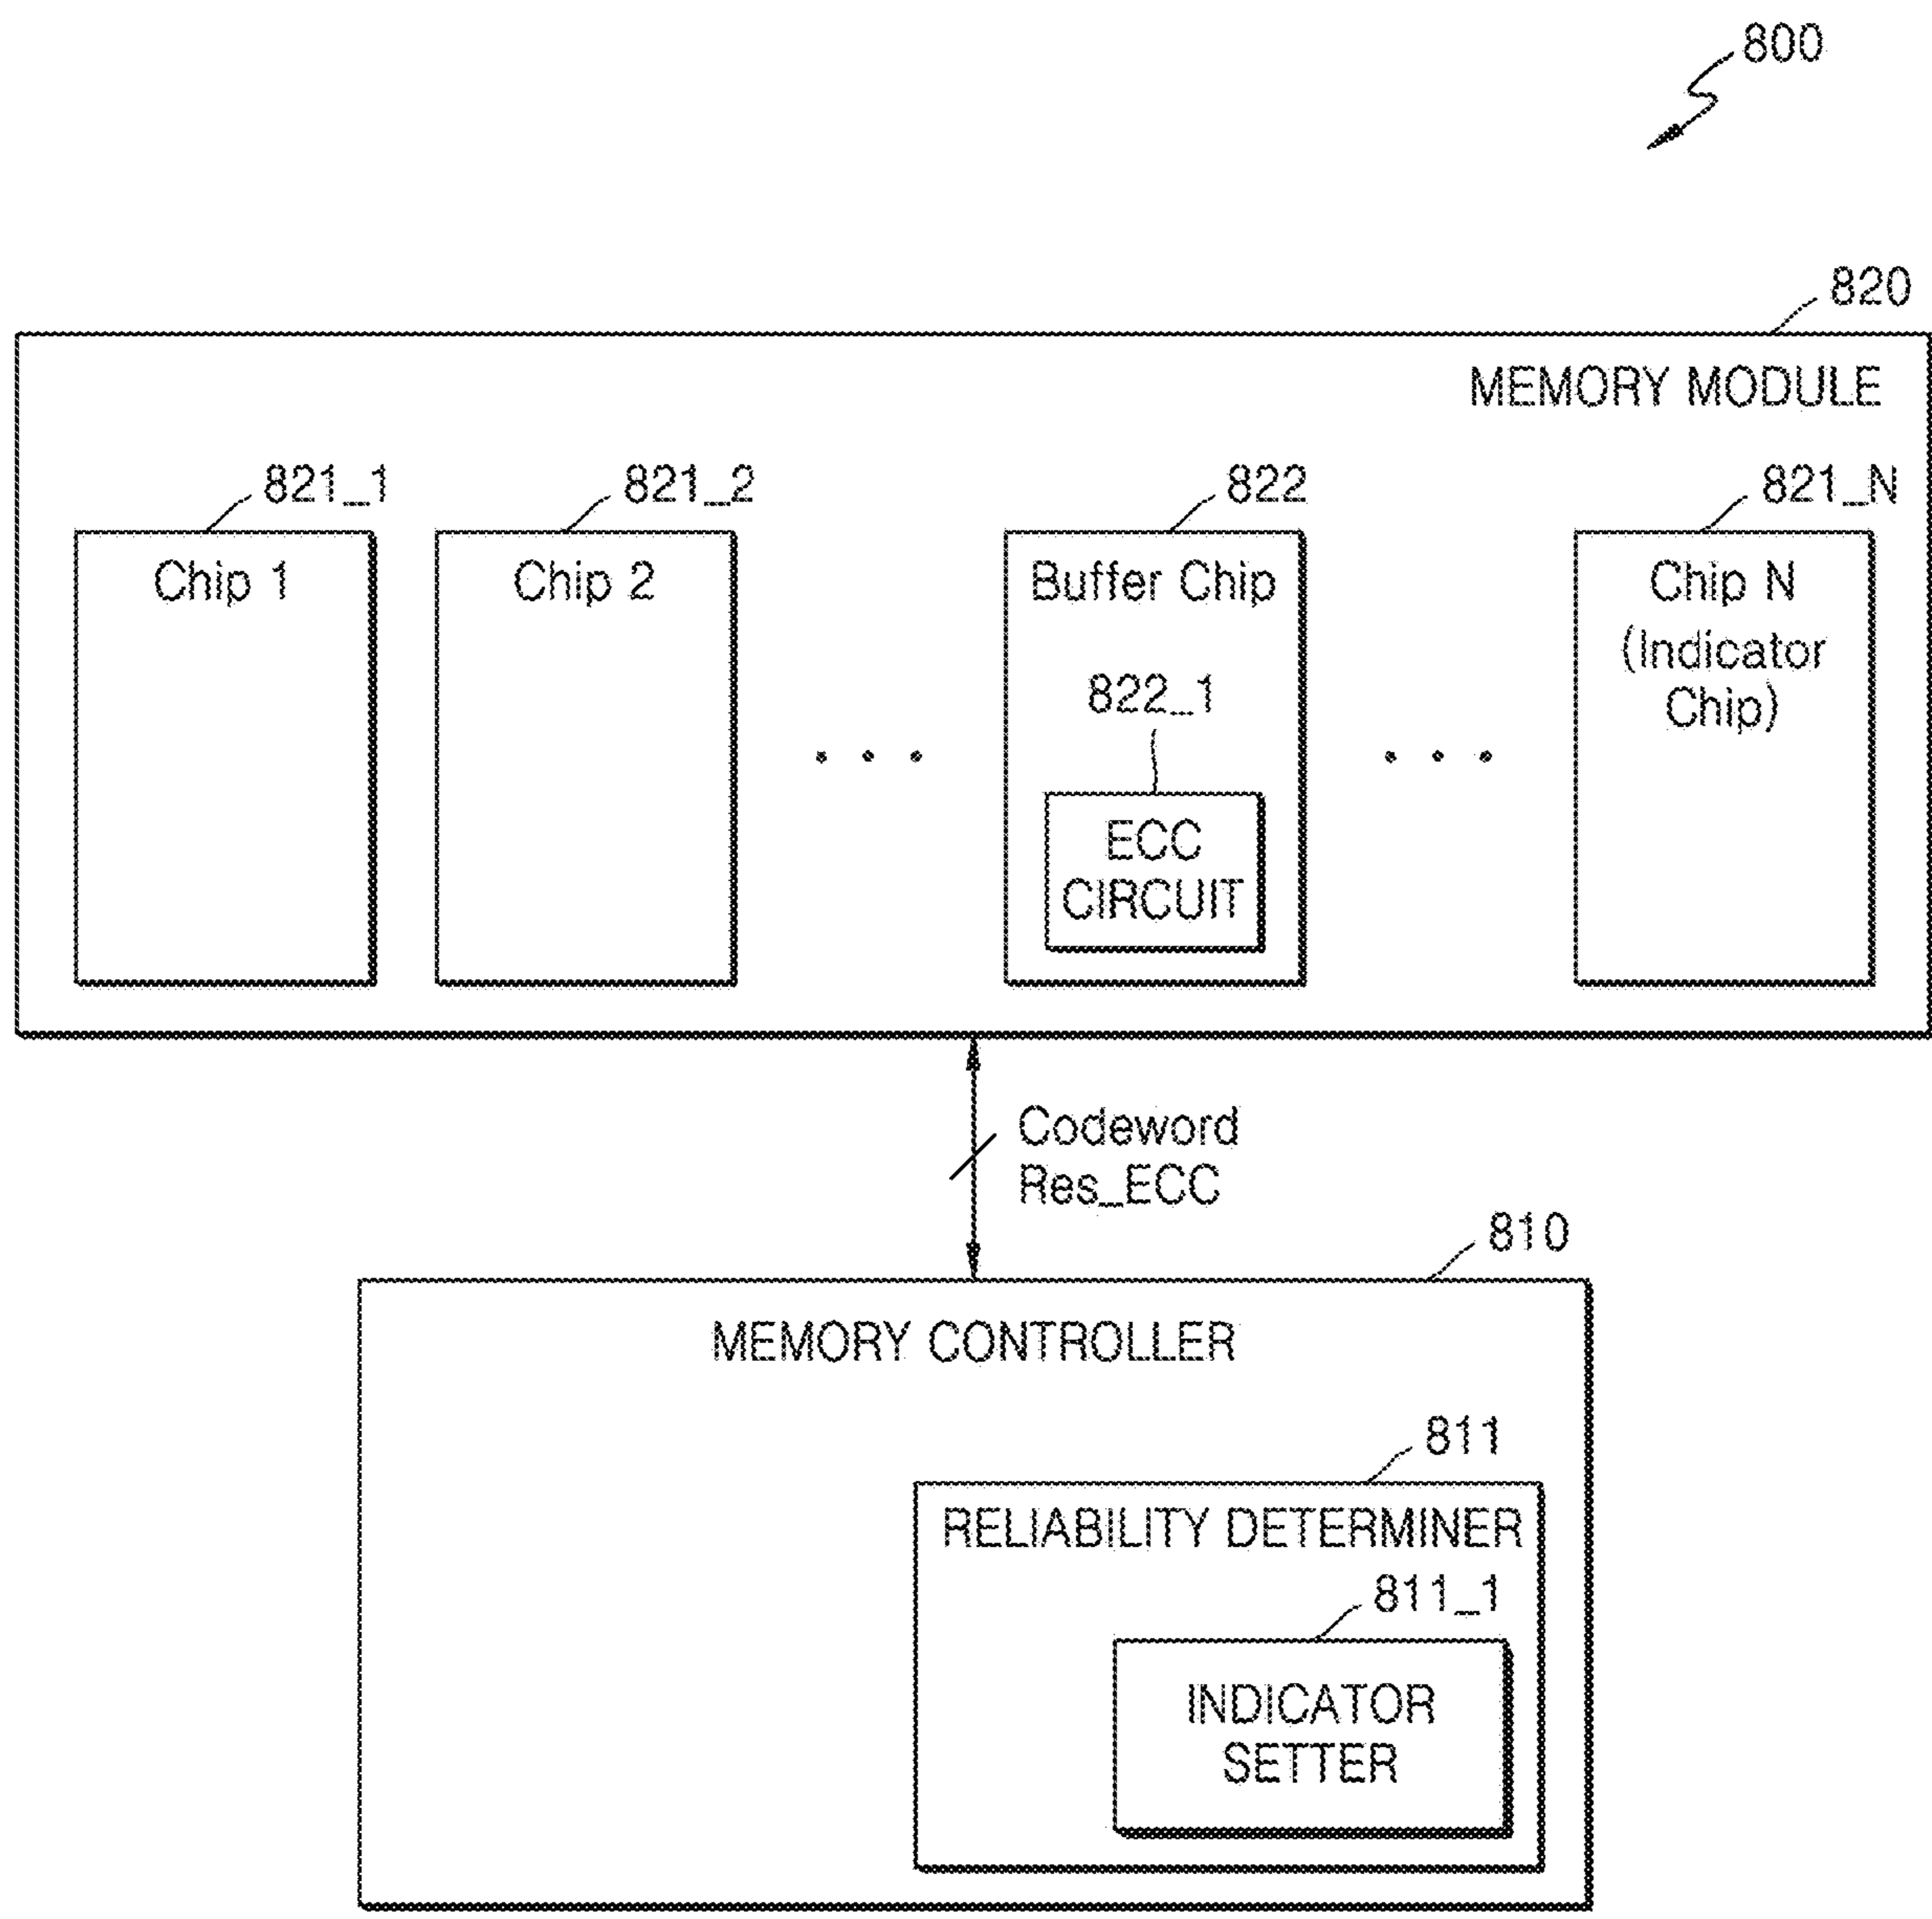 800
820
MEMORY MODULE
821_1
821_2
822
821_N
Chip 1
Chip 2
Buffer Chip
Chip N
(Indicator
Chip)
822_1
. . .
. . .
ECC
CIRCUIT
Codeword
Res_ECC
810
MEMORY CONTROLLER
811
RELIABILITY DETERMINER
811_1
INDICATOR
SETTER